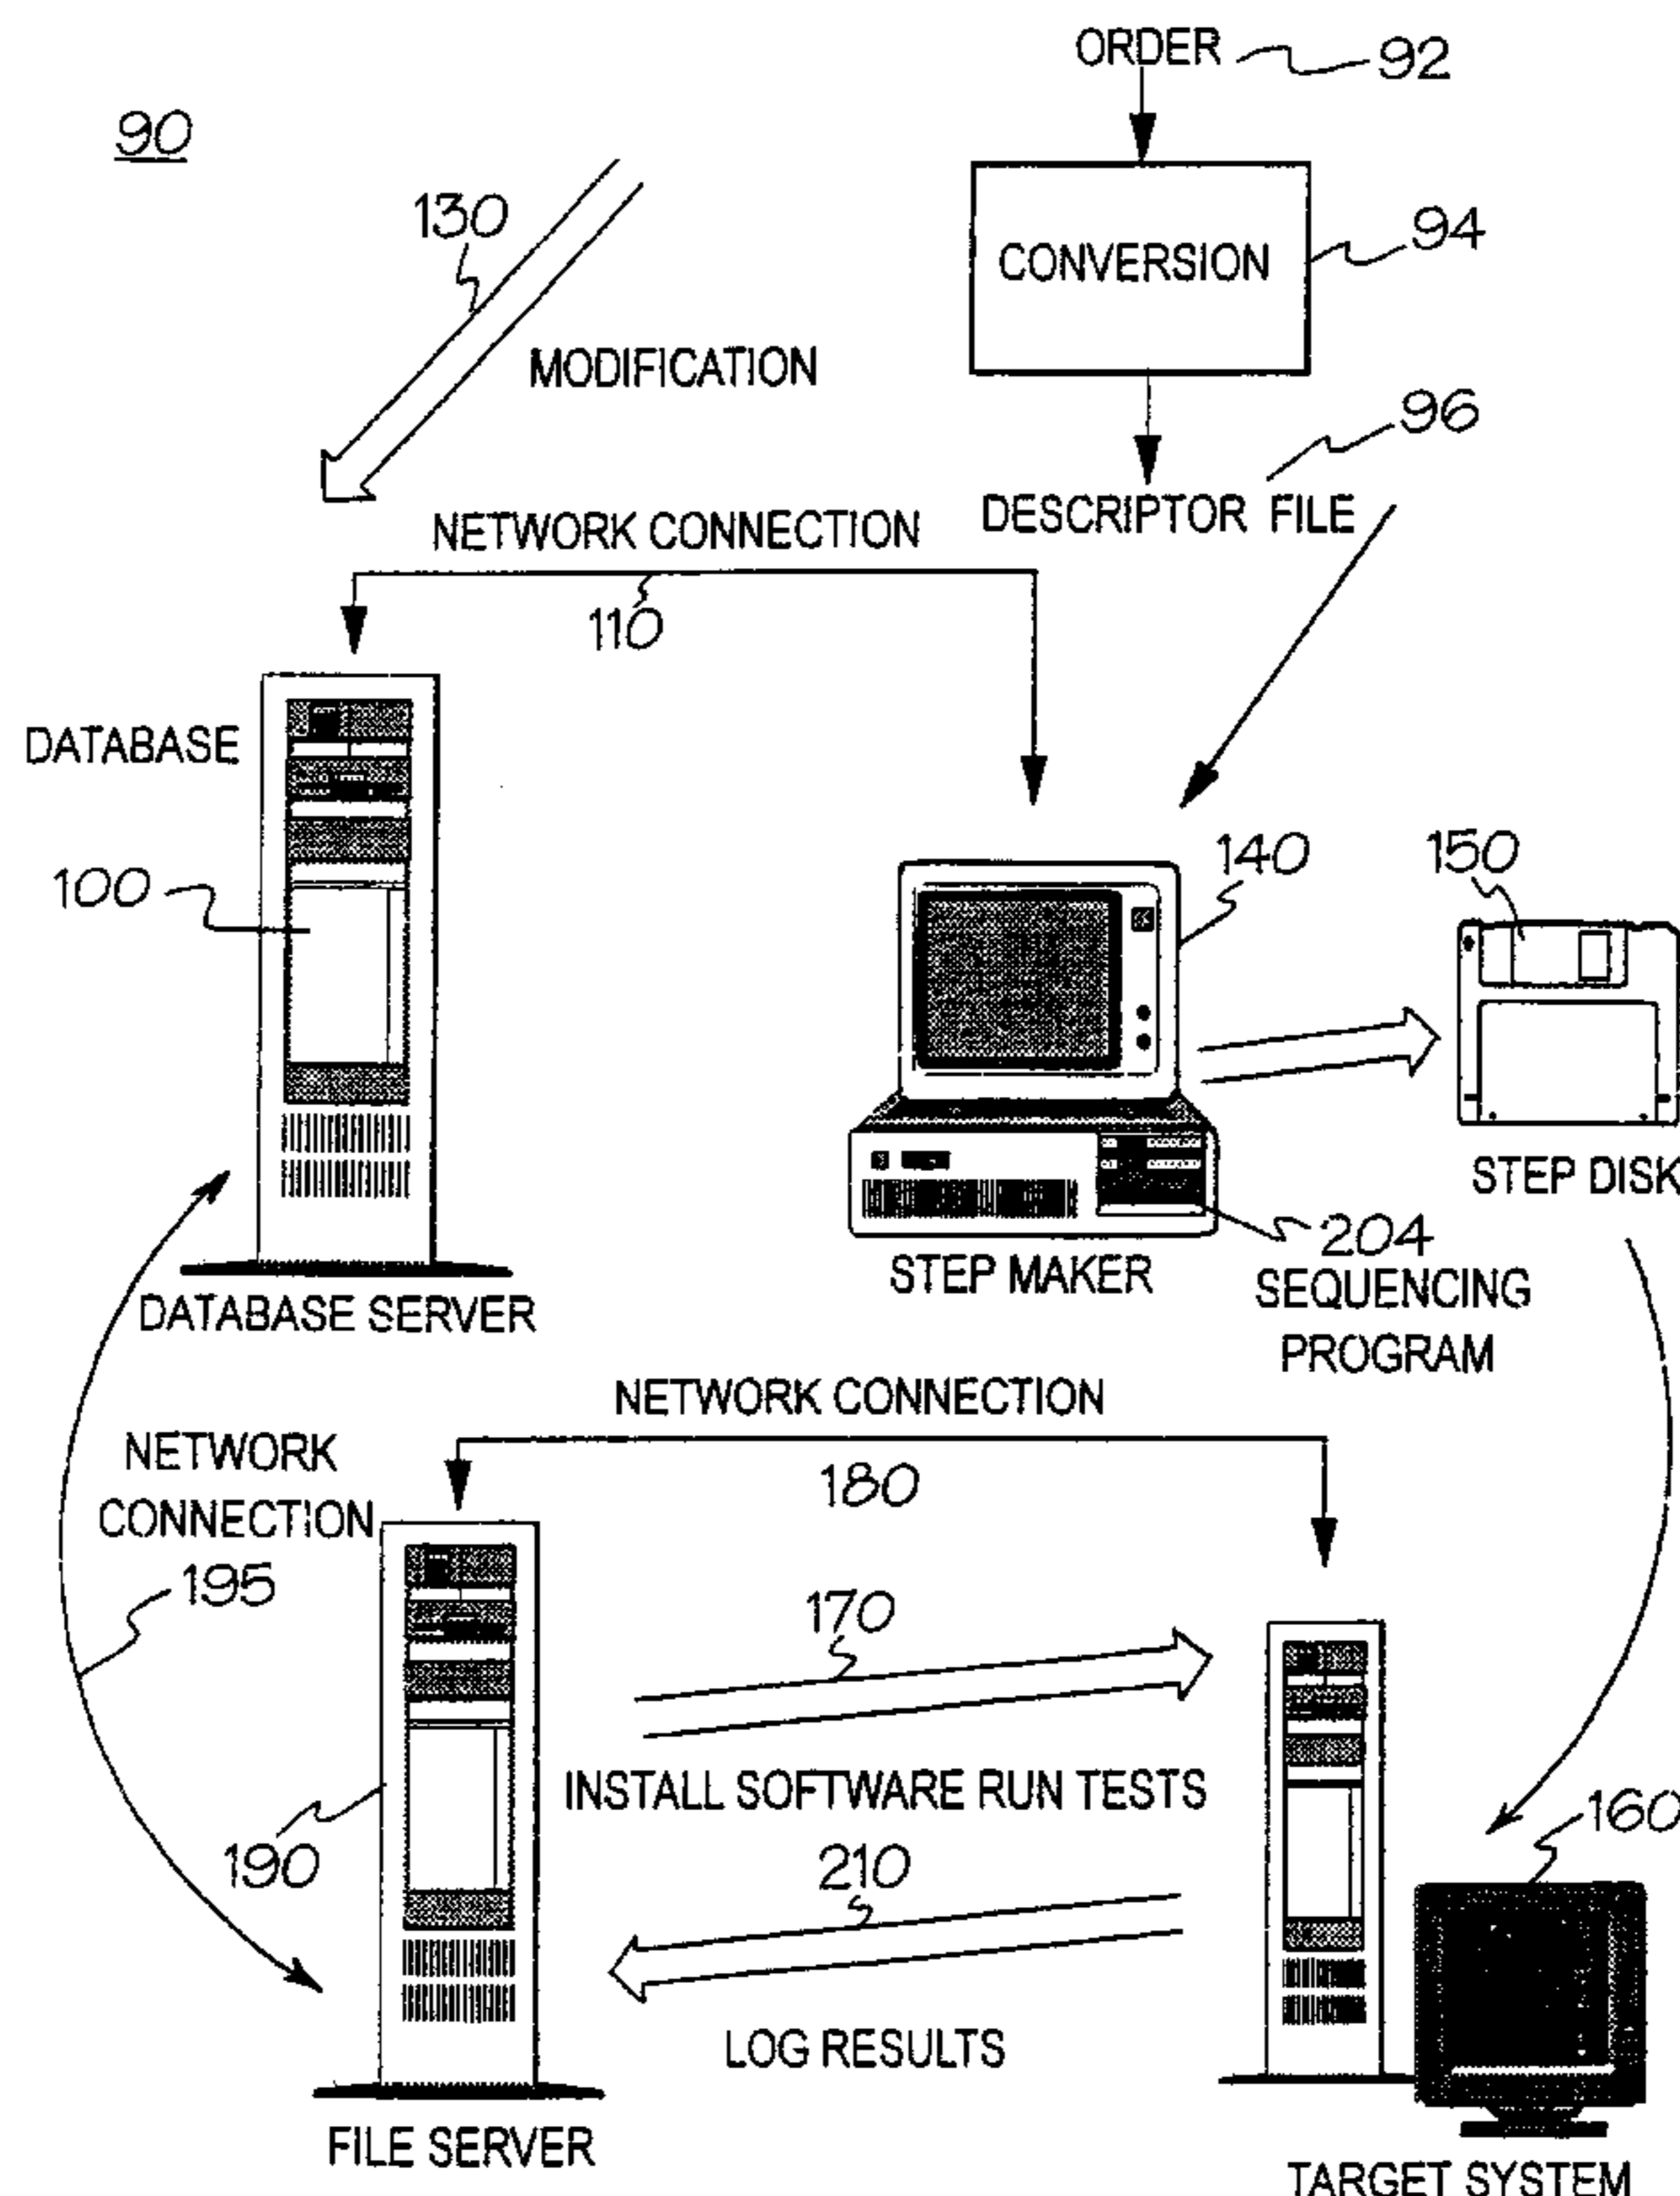 ORDER 92
90
130
CONVERSION 94
MODIFICATION
96
DESCRIPTOR FILE
NETWORK CONNECTION
110
DATABASE
100
140
150
STEP DISK
204
STEP MAKER
SEQUENCING
PROGRAM
DATABASE SERVER
NETWORK CONNECTION
180
NETWORK
CONNECTION
195
170
INSTALL SOFTWARE RUN TESTS
160
190
210
LOG RESULTS
FILE SERVER
TARGET SYSTEM